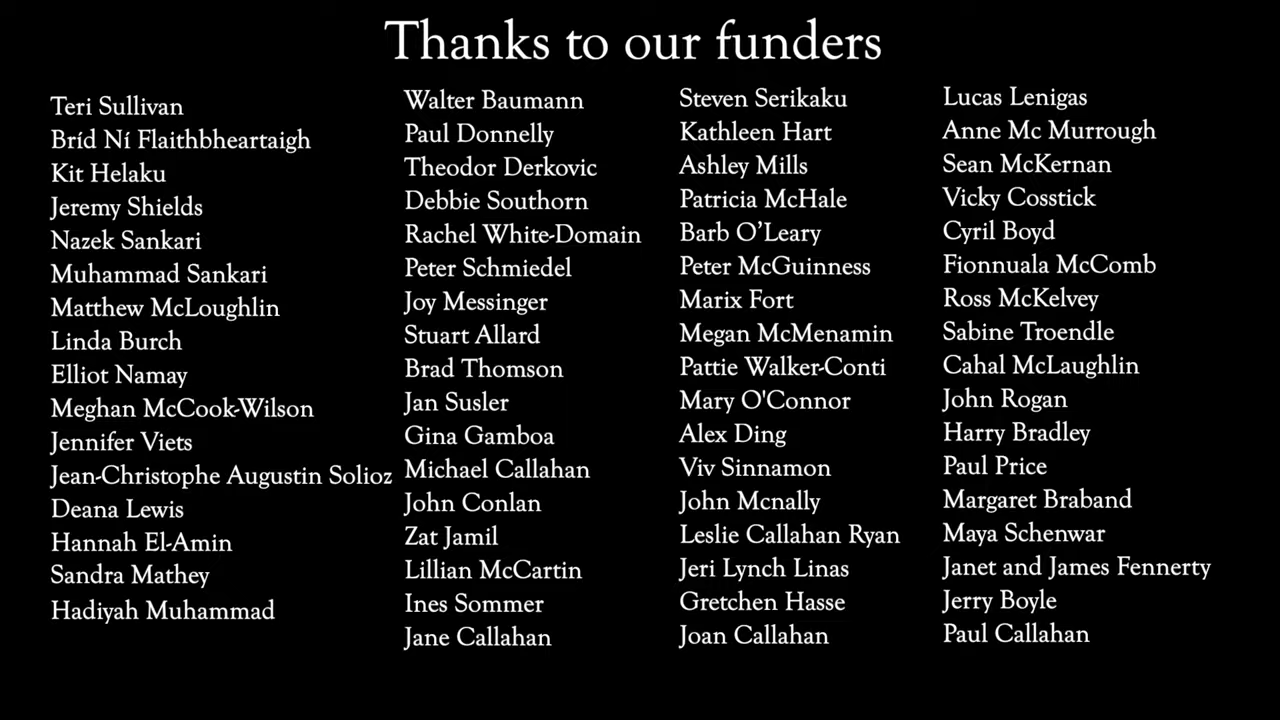 Thanks to our funders
Teri Sullivan
Bríd Ní Flaithbheartaigh
Kit Helaku
Jeremy Shields
Nazek Sankari
Muhammad Sankari
Matthew McLoughlin
Linda Burch
Elliot Namay
Meghan McCook-Wilson
Jennifer Viets
Jean-Christophe Augustin Solioz
Deana Lewis
Hannah El-Amin
Sandra Mathey
Hadiyah Muhammad
Walter Baumann
Paul Donnelly
Theodor Derkovic
Debbie Southorn
Rachel White-Domain
Peter Schmiedel
Joy Messinger
Stuart Allard
Brad Thomson
Jan Susler
Gina Gamboa
Michael Callahan
John Conlan
Zat Jamil
Lillian McCartin
Ines Sommer
Jane Callahan
Steven Serikaku
Kathleen Hart
Ashley Mills
Patricia McHale
Barb O’Leary
Peter McGuinness
Marix Fort
Megan McMenamin
Pattie Walker-Conti
Mary O'Connor
Alex Ding
Viv Sinnamon
John Mcnally
Leslie Callahan Ryan
Jeri Lynch Linas
Gretchen Hasse
Joan Callahan
Lucas Lenigas
Anne Mc Murrough
Sean McKernan
Vicky Cosstick
Cyril Boyd
Fionnuala McComb
Ross McKelvey
Sabine Troendle
Cahal McLaughlin
John Rogan
Harry Bradley
Paul Price
Margaret Braband
Maya Schenwar
Janet and James Fennerty
Jerry Boyle
Paul Callahan